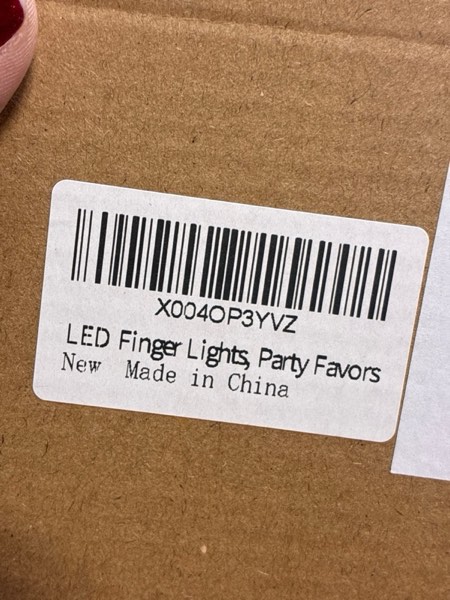 X004OP3YVZ
LED Finger Lights, Party Favors
New Made in China